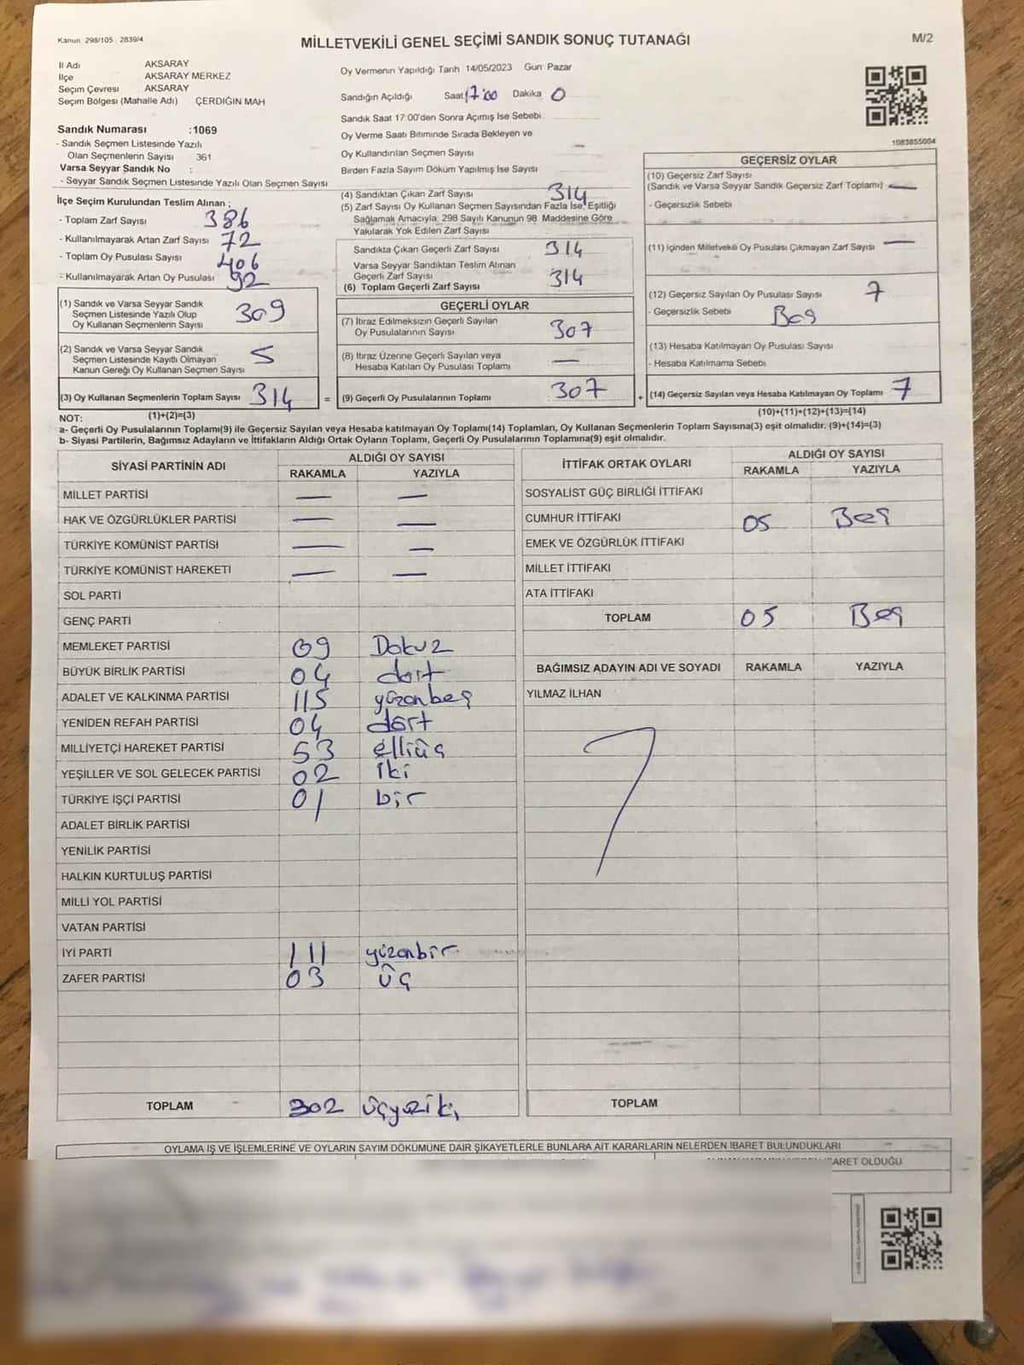 Kanun 298/105 2839/4
MİLLETVEKİLİ GENEL SEÇİMİ SANDIK SONUÇ TUTANAĞI
M/2
İl Adı AKSARAY
İlçe AKSARAY MERKEZ
Seçim Çevresi AKSARAY
Seçim Bölgesi (Mahalle Adı) ÇERDİĞİN MAH
Sandık Numarası :1069
- Sandık Seçmen Listesinde Yazılı
Olan Seçmenlerin Sayısı 361
Varsa Seyyar Sandık No :
- Seyyar Sandık Seçmen Listesinde Yazılı Olan Seçmen Sayısı
Oy Vermenin Yapıldığı Tarih 14/05/2023 Gün Pazar
Sandığın Açıldığı Saat 17:00 Dakika 0
Sandık Saat 17:00'den Sonra Açımış İse Sebebi
Oy Verme Saati Bitiminde Sırada Bekleyen ve
Oy Kullandırılan Seçmen Sayısı —
Birden Fazla Sayım Döküm Yapılmış İse Sayısı
1083855004
İlçe Seçim Kurulundan Teslim Alınan ;
- Toplam Zarf Sayısı 386
- Kullanılmayarak Artan Zarf Sayısı 72
- Toplam Oy Pusulası Sayısı 406
- Kullanılmayarak Artan Oy Pusulası 92
(1) Sandık ve Varsa Seyyar Sandık
Seçmen Listesinde Yazılı Olup
Oy Kullanan Seçmenlerin Sayısı 309
(2) Sandık ve Varsa Seyyar Sandık
Seçmen Listesinde Kayıtlı Olmayan
Kanun Gereği Oy Kullanan Seçmen Sayısı 5
(3) Oy Kullanan Seçmenlerin Toplam Sayısı 314 =
(4) Sandıktan Çıkan Zarf Sayısı 314
(5) Zarf Sayısı Oy Kullanan Seçmen Sayısından Fazla İse, Eşitliği
Sağlamak Amacıyla, 298 Sayılı Kanunun 98. Maddesine Göre
Yakılarak Yok Edilen Zarf Sayısı
Sandıkta Çıkan Geçerli Zarf Sayısı 314
Varsa Seyyar Sandıktan Teslim Alınan
Geçerli Zarf Sayısı
(6) Toplam Geçerli Zarf Sayısı 314
GEÇERLİ OYLAR
(7) İtiraz Edilmeksizin Geçerli Sayılan
Oy Pusulalarının Sayısı 307
(8) İtiraz Üzerine Geçerli Sayılan veya
Hesaba Katılan Oy Pusulası Toplamı —
(9) Geçerli Oy Pusulalarının Toplamı 307 +
GEÇERSİZ OYLAR
(10) Geçersiz Zarf Sayısı
(Sandık ve Varsa Seyyar Sandık Geçersiz Zarf Toplamı) —
- Geçersizlik Sebebi
(11) İçinden Milletvekili Oy Pusulası Çıkmayan Zarf Sayısı —
(12) Geçersiz Sayılan Oy Pusulası Sayısı 7
- Geçersizlik Sebebi Boş
(13) Hesaba Katılmayan Oy Pusulası Sayısı
- Hesaba Katılmama Sebebi
(14) Geçersiz Sayılan veya Hesaba Katılmayan Oy Toplamı 7
NOT: (1)+(2)=(3) (10)+(11)+(12)+(13)=(14)
a- Geçerli Oy Pusulalarının Toplamı(9) ile Geçersiz Sayılan veya Hesaba katılmayan Oy Toplamı(14) Toplamları, Oy Kullanan Seçmenlerin Toplam Sayısına(3) eşit olmalıdır. (9)+(14)=(3)
b- Siyasi Partilerin, Bağımsız Adayların ve İttifakların Aldığı Ortak Oyların Toplamı, Geçerli Oy Pusulalarının Toplamına(9) eşit olmalıdır.
SİYASİ PARTİNİN ADI ALDIĞI OY SAYISI
RAKAMLA YAZIYLA
MİLLET PARTİSİ — —
HAK VE ÖZGÜRLÜKLER PARTİSİ — —
TÜRKİYE KOMÜNİST PARTİSİ — —
TÜRKİYE KOMÜNİST HAREKETİ — —
SOL PARTİ
GENÇ PARTİ
MEMLEKET PARTİSİ 09 Dokuz
BÜYÜK BİRLİK PARTİSİ 04 dört
ADALET VE KALKINMA PARTİSİ 115 yüzonbeş
YENİDEN REFAH PARTİSİ 04 dört
MİLLİYETÇİ HAREKET PARTİSİ 53 elliüç
YEŞİLLER VE SOL GELECEK PARTİSİ 02 iki
TÜRKİYE İŞÇİ PARTİSİ 01 bir
ADALET BİRLİK PARTİSİ
YENİLİK PARTİSİ
HALKIN KURTULUŞ PARTİSİ
MİLLİ YOL PARTİSİ
VATAN PARTİSİ
İYİ PARTİ 111 yüzonbir
ZAFER PARTİSİ 03 üç
TOPLAM 302 üçyüziki
İTTİFAK ORTAK OYLARI ALDIĞI OY SAYISI
RAKAMLA YAZIYLA
SOSYALİST GÜÇ BİRLİĞİ İTTİFAKI
CUMHUR İTTİFAKI 05 Beş
EMEK VE ÖZGÜRLÜK İTTİFAKI
MİLLET İTTİFAKI
ATA İTTİFAKI
TOPLAM 05 Beş
BAĞIMSIZ ADAYIN ADI VE SOYADI RAKAMLA YAZIYLA
YILMAZ İLHAN
TOPLAM
OYLAMA İŞ VE İŞLEMLERİNE VE OYLARIN SAYIM DÖKÜMÜNE DAİR ŞİKAYETLERLE BUNLARA AİT KARARLARIN NELERDEN İBARET BULUNDUKLARI
OLDUĞU